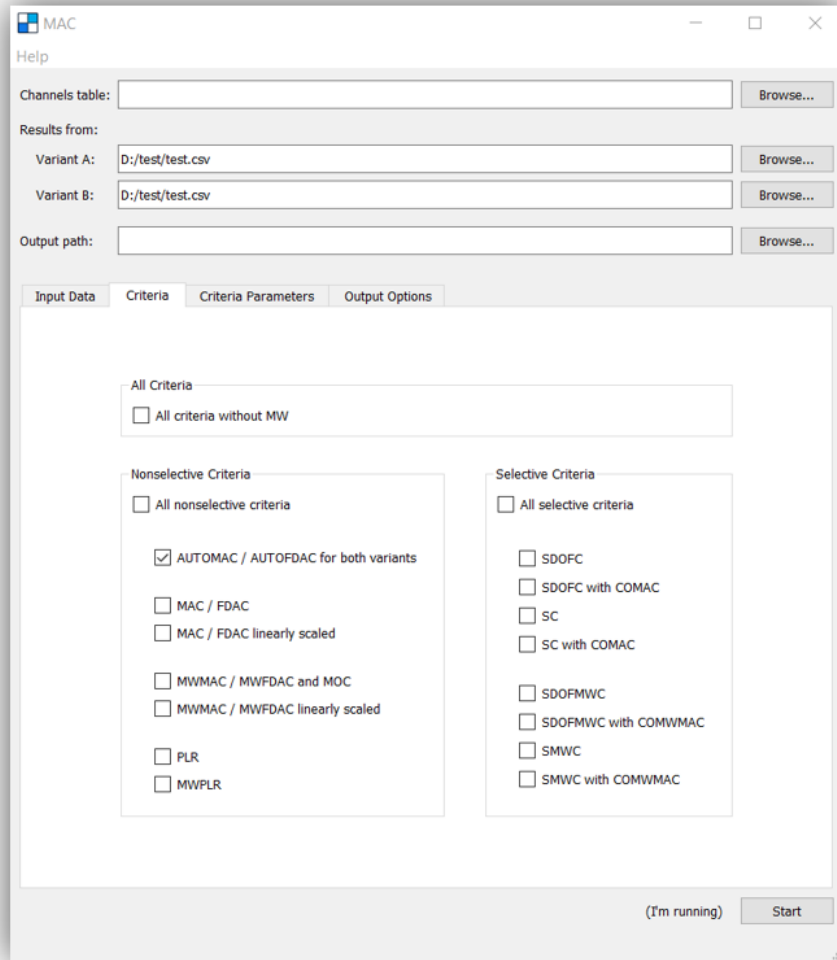 MAC
Help
Channels table:
Browse...
Results from:
Variant A: D:/test/test.csv Browse...
Variant B: D:/test/test.csv Browse...
Output path:
Browse...
Input Data Criteria Criteria Parameters Output Options
All Criteria
All criteria without MW
Nonselective Criteria
All nonselective criteria
AUTOMAC / AUTOFDAC for both variants
MAC / FDAC
MAC / FDAC linearly scaled
MWMAC / MWFDAC and MOC
MWMAC / MWFDAC linearly scaled
PLR
MWPLR
Selective Criteria
All selective criteria
SDOFC
SDOFC with COMAC
SC
SC with COMAC
SDOFMWC
SDOFMWC with COMWMAC
SMWC
SMWC with COMWMAC
(I'm running) Start